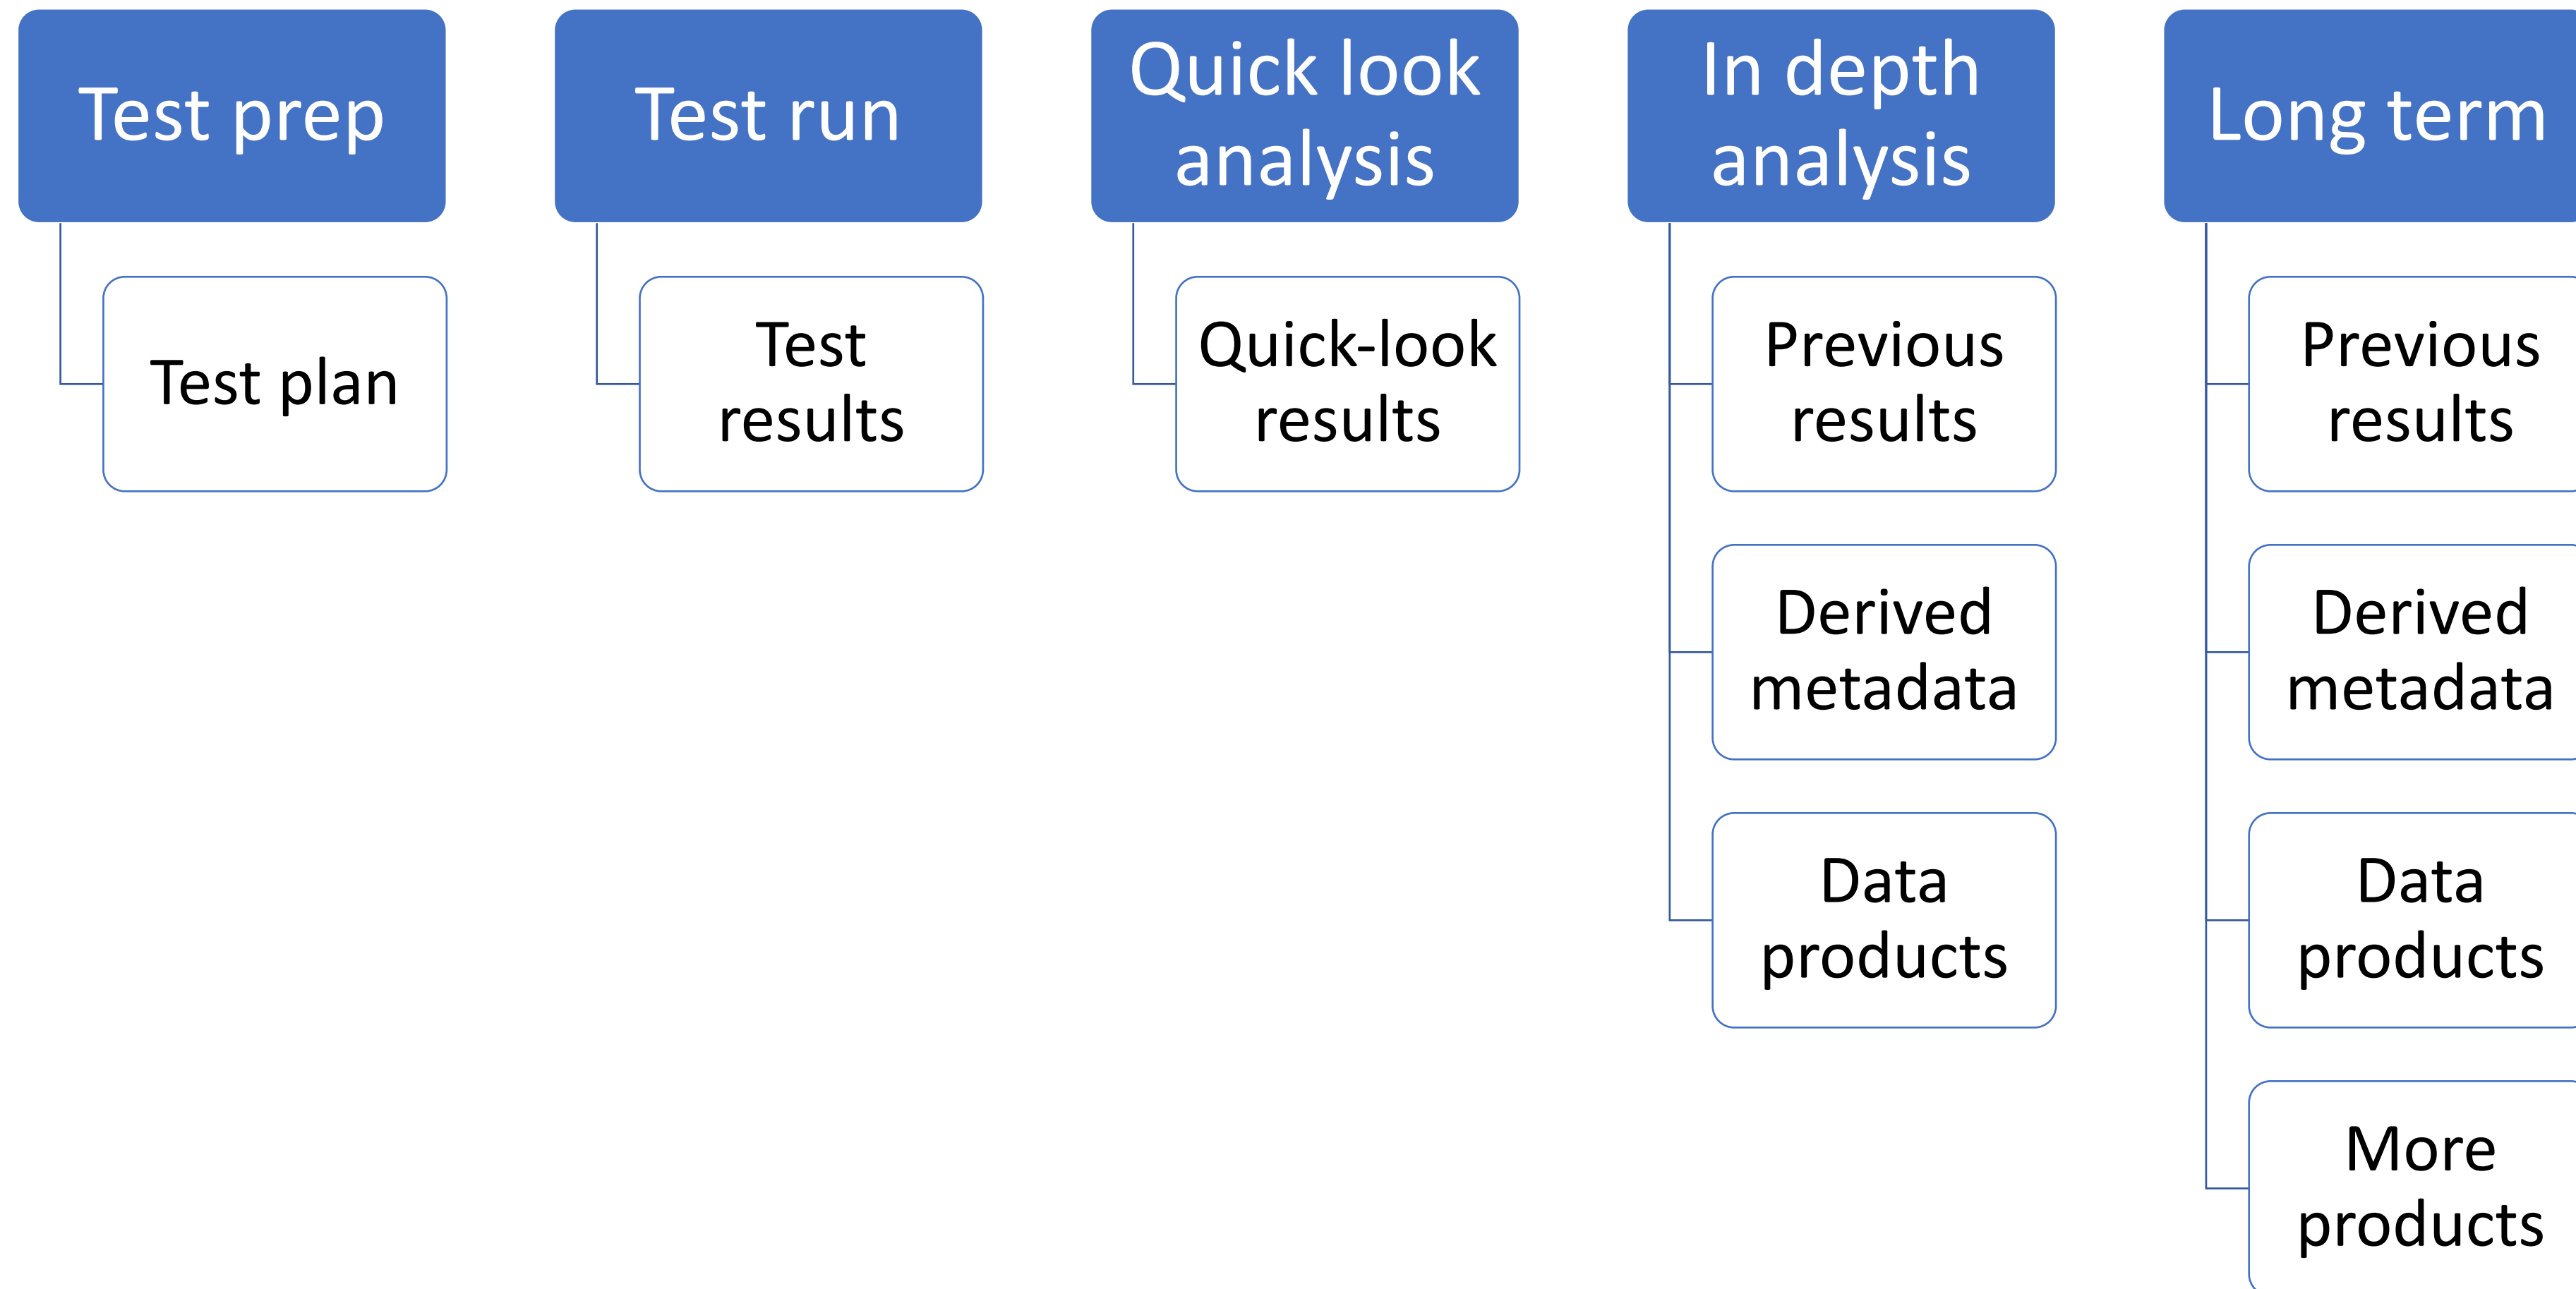 Test prep
Test plan
Test run
Test
results
Quick look
analysis
Quick-look
results
In depth
analysis
Previous
results
Derived
metadata
Data
products
Long term
Previous
results
Derived
metadata
Data
products
More
products